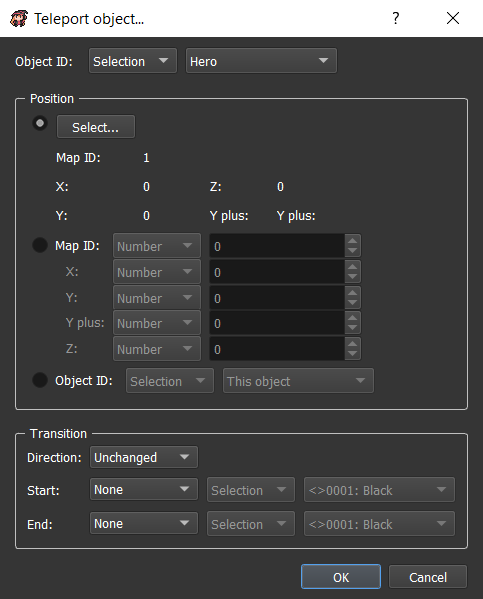 Teleport object...
Object ID: Selection Hero
Position
Select...
Map ID: 1
X: 0 Z: 0
Y: 0 Y plus: Y plus:
Map ID: Number 0
X: Number 0
Y: Number 0
Y plus: Number 0
Z: Number 0
Object ID: Selection This object
Transition
Direction: Unchanged
Start: None Selection <>0001: Black
End: None Selection <>0001: Black
OK Cancel